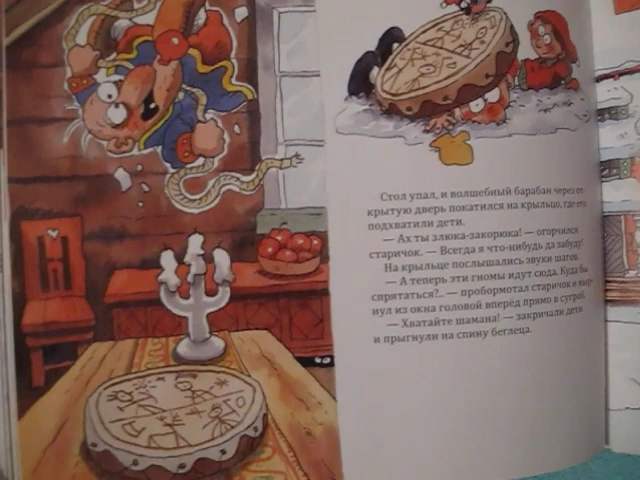 Стол упал, и волшебный барабан через от-
крытую дверь покатился на крыльцо, где его
подхватили дети.
— Ах ты злюка-закорюка! — огорчился
старичок. — Всегда я что-нибудь да забуду!
На крыльце послышались звуки шагов.
— А теперь эти гномы идут сюда. Куда бы
спрятаться?.. — пробормотал старичок и ныр-
нул из окна головой вперёд прямо в сугроб.
— Хватайте шамана! — закричали дети
и прыгнули на спину беглеца.